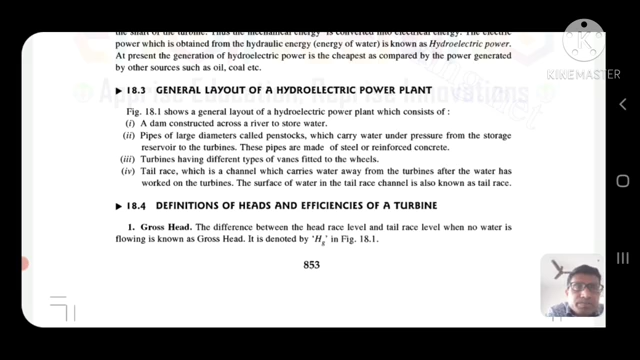 the shaft of the turbine. Thus the mechanical energy is converted into electrical energy. The electric
power which is obtained from the hydraulic energy (energy of water) is known as Hydroelectric power.
At present the generation of hydroelectric power is the cheapest as compared by the power generated
by other sources such as oil, coal etc.
▶ 18.3 GENERAL LAYOUT OF A HYDROELECTRIC POWER PLANT
Fig. 18.1 shows a general layout of a hydroelectric power plant which consists of :
(i) A dam constructed across a river to store water.
(ii) Pipes of large diameters called penstocks, which carry water under pressure from the storage
reservoir to the turbines. These pipes are made of steel or reinforced concrete.
(iii) Turbines having different types of vanes fitted to the wheels.
(iv) Tail race, which is a channel which carries water away from the turbines after the water has
worked on the turbines. The surface of water in the tail race channel is also known as tail race.
▶ 18.4 DEFINITIONS OF HEADS AND EFFICIENCIES OF A TURBINE
1. Gross Head. The difference between the head race level and tail race level when no water is
flowing is known as Gross Head. It is denoted by ‘Hg’ in Fig. 18.1.
853
KINEMASTER